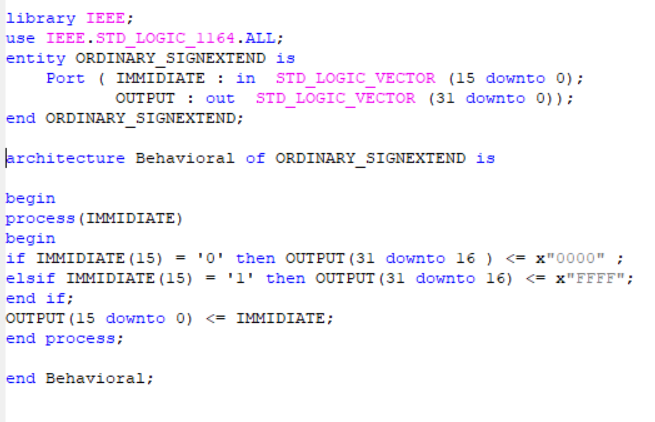 library IEEE;
use IEEE.STD_LOGIC_1164.ALL;
entity ORDINARY_SIGNEXTEND is
    Port ( IMMIDIATE : in  STD_LOGIC_VECTOR (15 downto 0);
           OUTPUT : out  STD_LOGIC_VECTOR (31 downto 0));
end ORDINARY_SIGNEXTEND;
architecture Behavioral of ORDINARY_SIGNEXTEND is
begin
process(IMMIDIATE)
begin
if IMMIDIATE(15) = '0' then OUTPUT(31 downto 16 ) <= x"0000" ;
elsif IMMIDIATE(15) = '1' then OUTPUT(31 downto 16) <= x"FFFF";
end if;
OUTPUT(15 downto 0) <= IMMIDIATE;
end process;
end Behavioral;